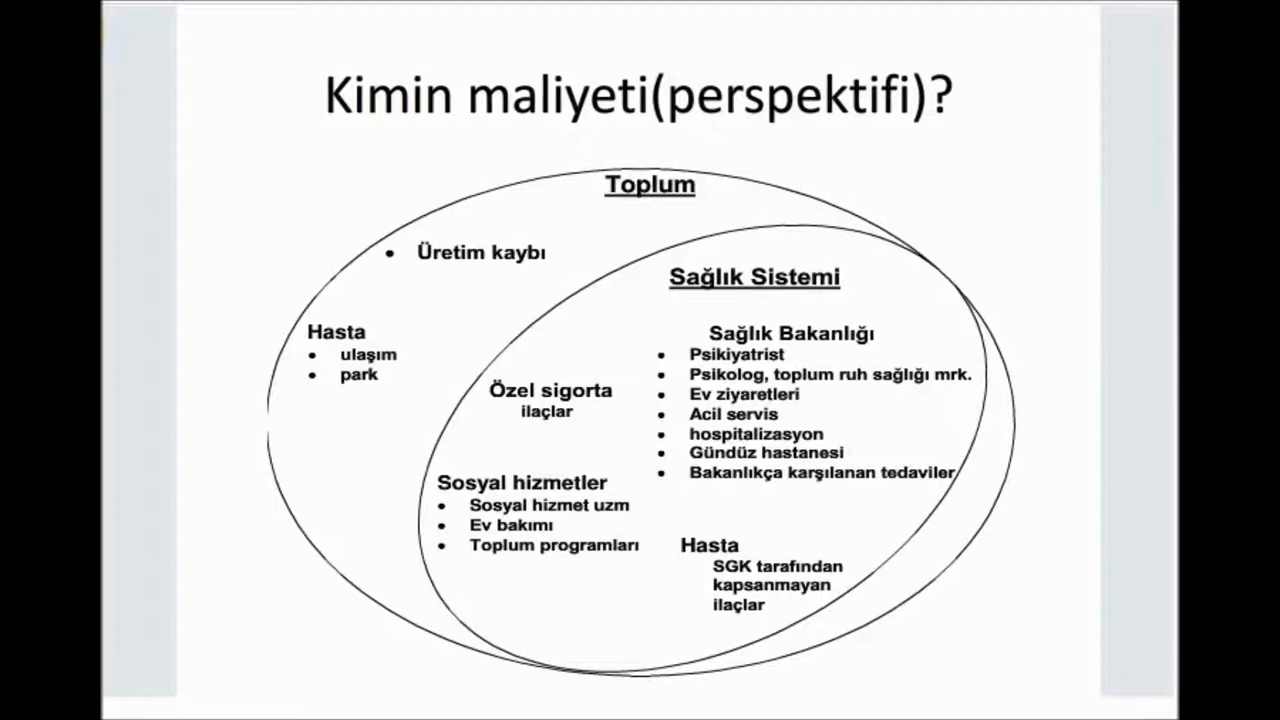 Kimin maliyeti(perspektifi)?
Toplum
• Üretim kaybı
Hasta
• ulaşım
• park
Sağlık Sistemi
Sağlık Bakanlığı
• Psikiyatrist
• Psikolog, toplum ruh sağlığı mrk.
• Ev ziyaretleri
• Acil servis
• hospitalizasyon
• Gündüz hastanesi
• Bakanlıkça karşılanan tedaviler
Özel sigorta
ilaçlar
Sosyal hizmetler
• Sosyal hizmet uzm
• Ev bakımı
• Toplum programları
Hasta
SGK tarafından
kapsanmayan
ilaçlar